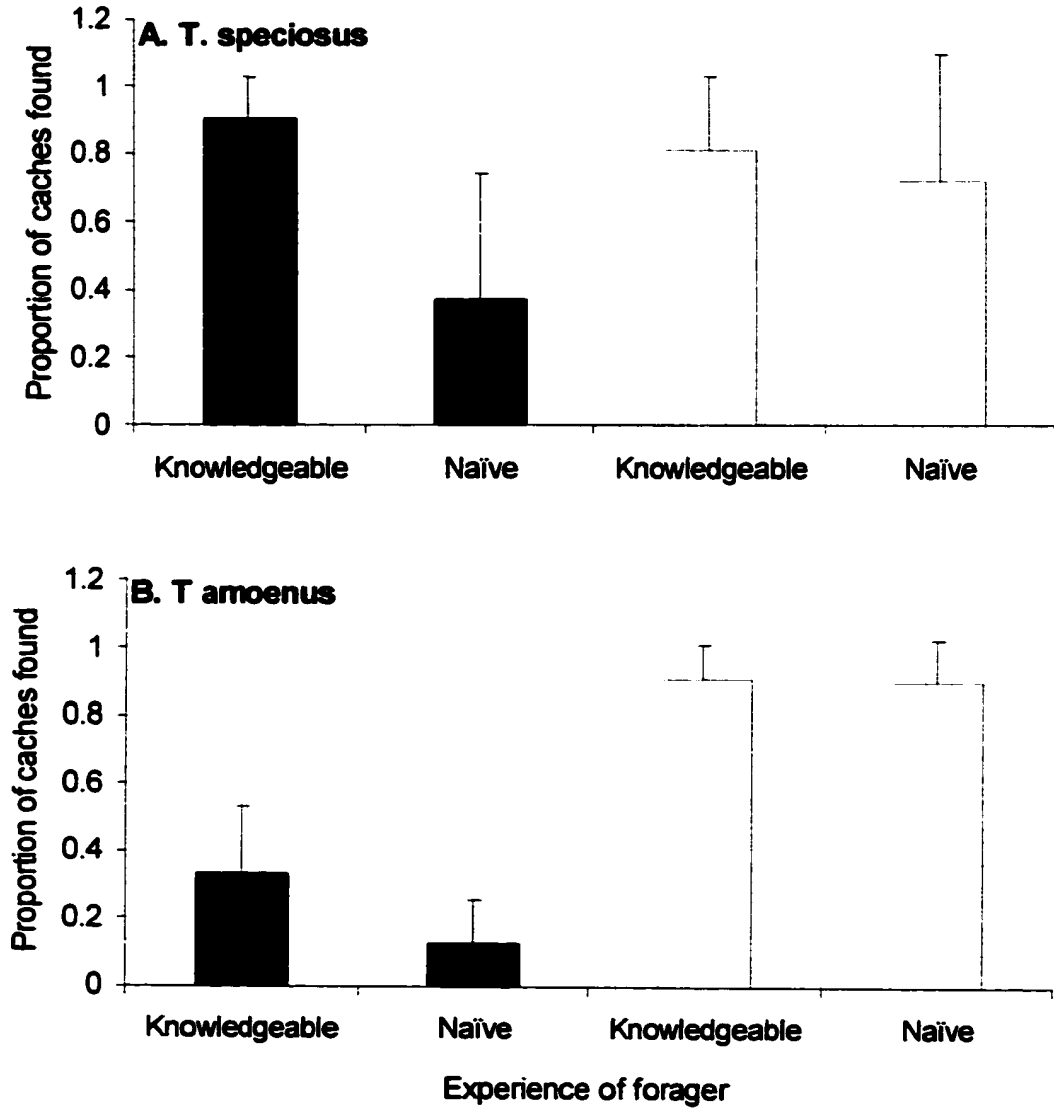 A. T. speciosus
Proportion of caches found
1.2
1
0.8
0.6
0.4
0.2
0
Knowledgeable Naïve Knowledgeable Naïve
B. T amoenus
Proportion of caches found
1.2
1
0.8
0.6
0.4
0.2
0
Knowledgeable Naïve Knowledgeable Naïve
Experience of forager